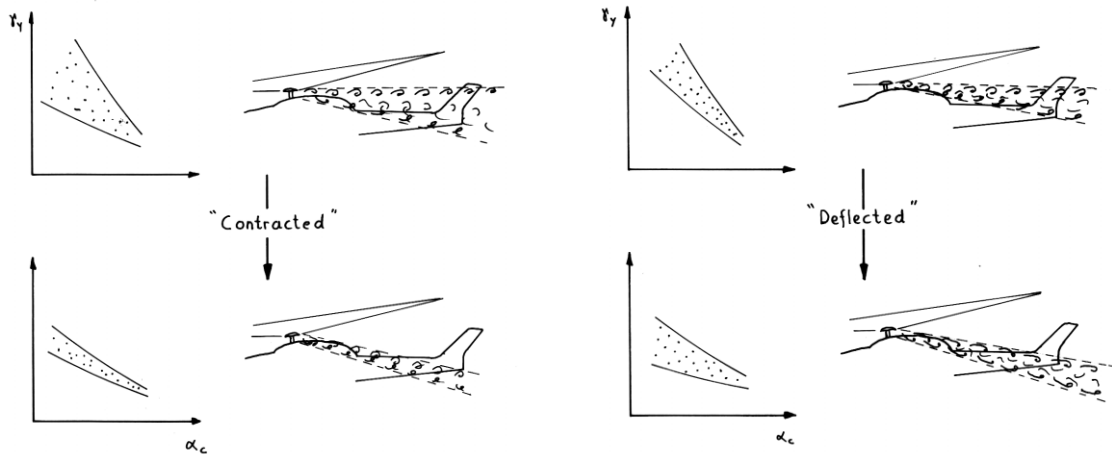 γy
γy
"Contracted"
"Deflected"
αc
αc